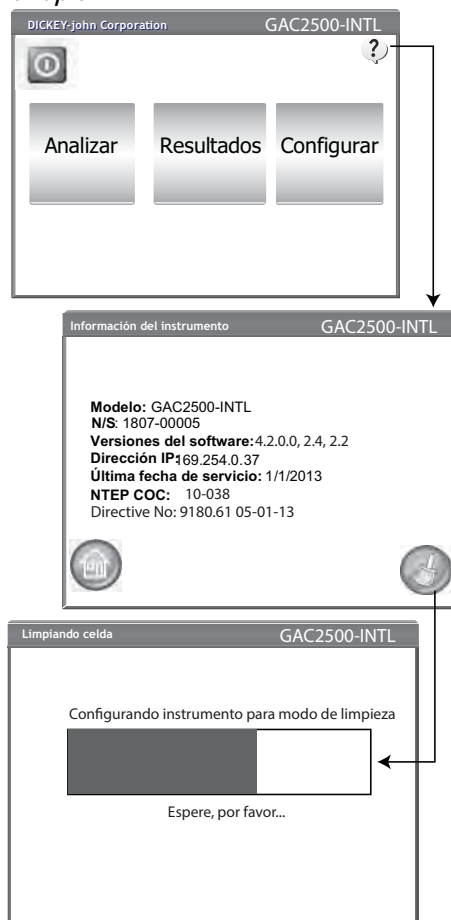 DICKEY-john Corporation GAC2500-INTL
?
Analizar Resultados Configurar
Información del instrumento GAC2500-INTL
Modelo: GAC2500-INTL
N/S: 1807-00005
Versiones del software: 4.2.0.0, 2.4, 2.2
Dirección IP: 169.254.0.37
Última fecha de servicio: 1/1/2013
NTEP COC: 10-038
Directive No: 9180.61 05-01-13
Limpiando celda GAC2500-INTL
Configurando instrumento para modo de limpieza
Espere, por favor...